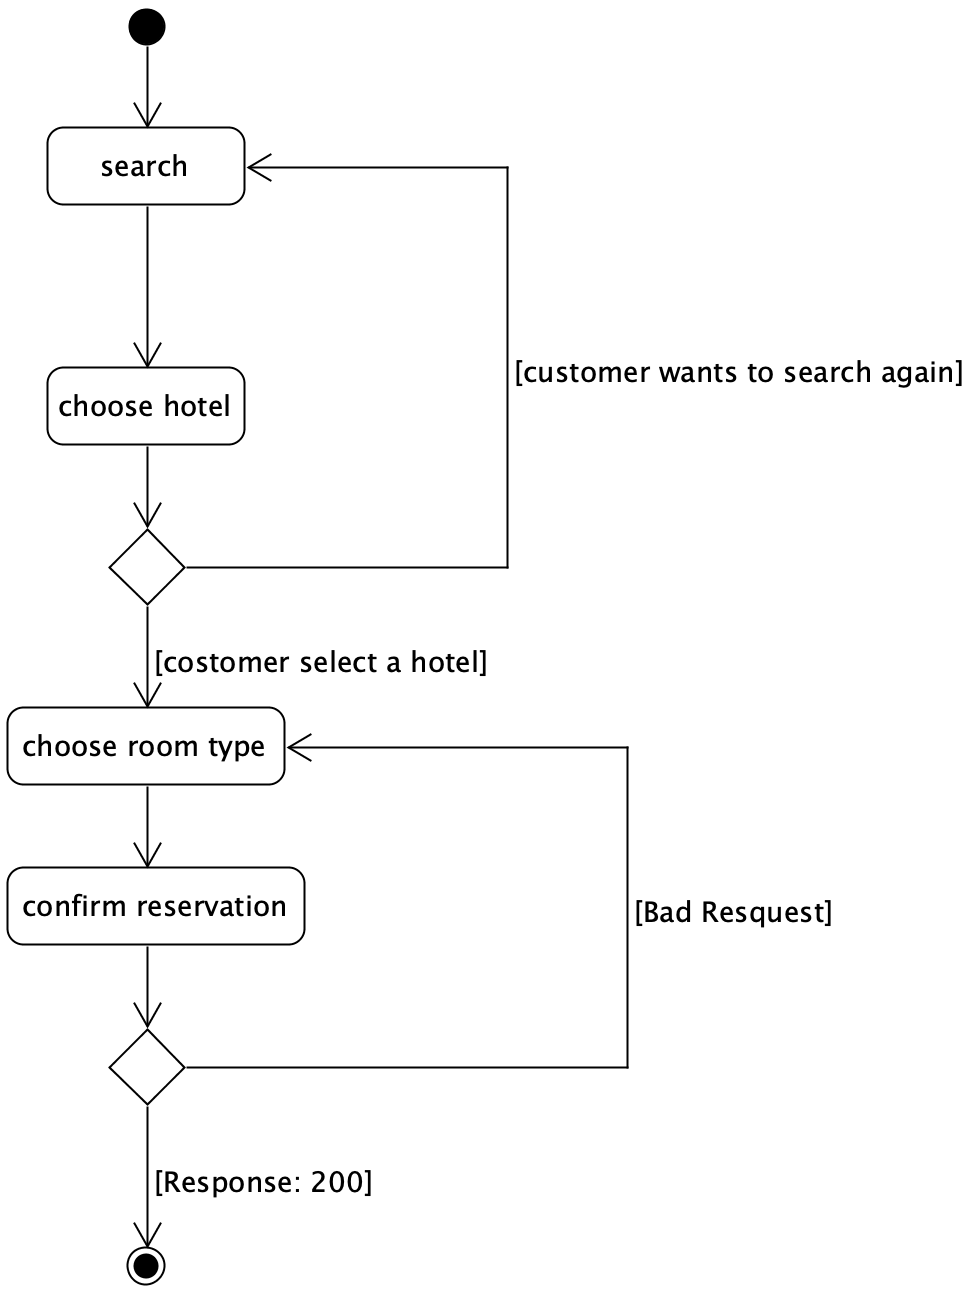 search
choose hotel
[customer wants to search again]
[costomer select a hotel]
choose room type
confirm reservation
[Bad Resquest]
[Response: 200]